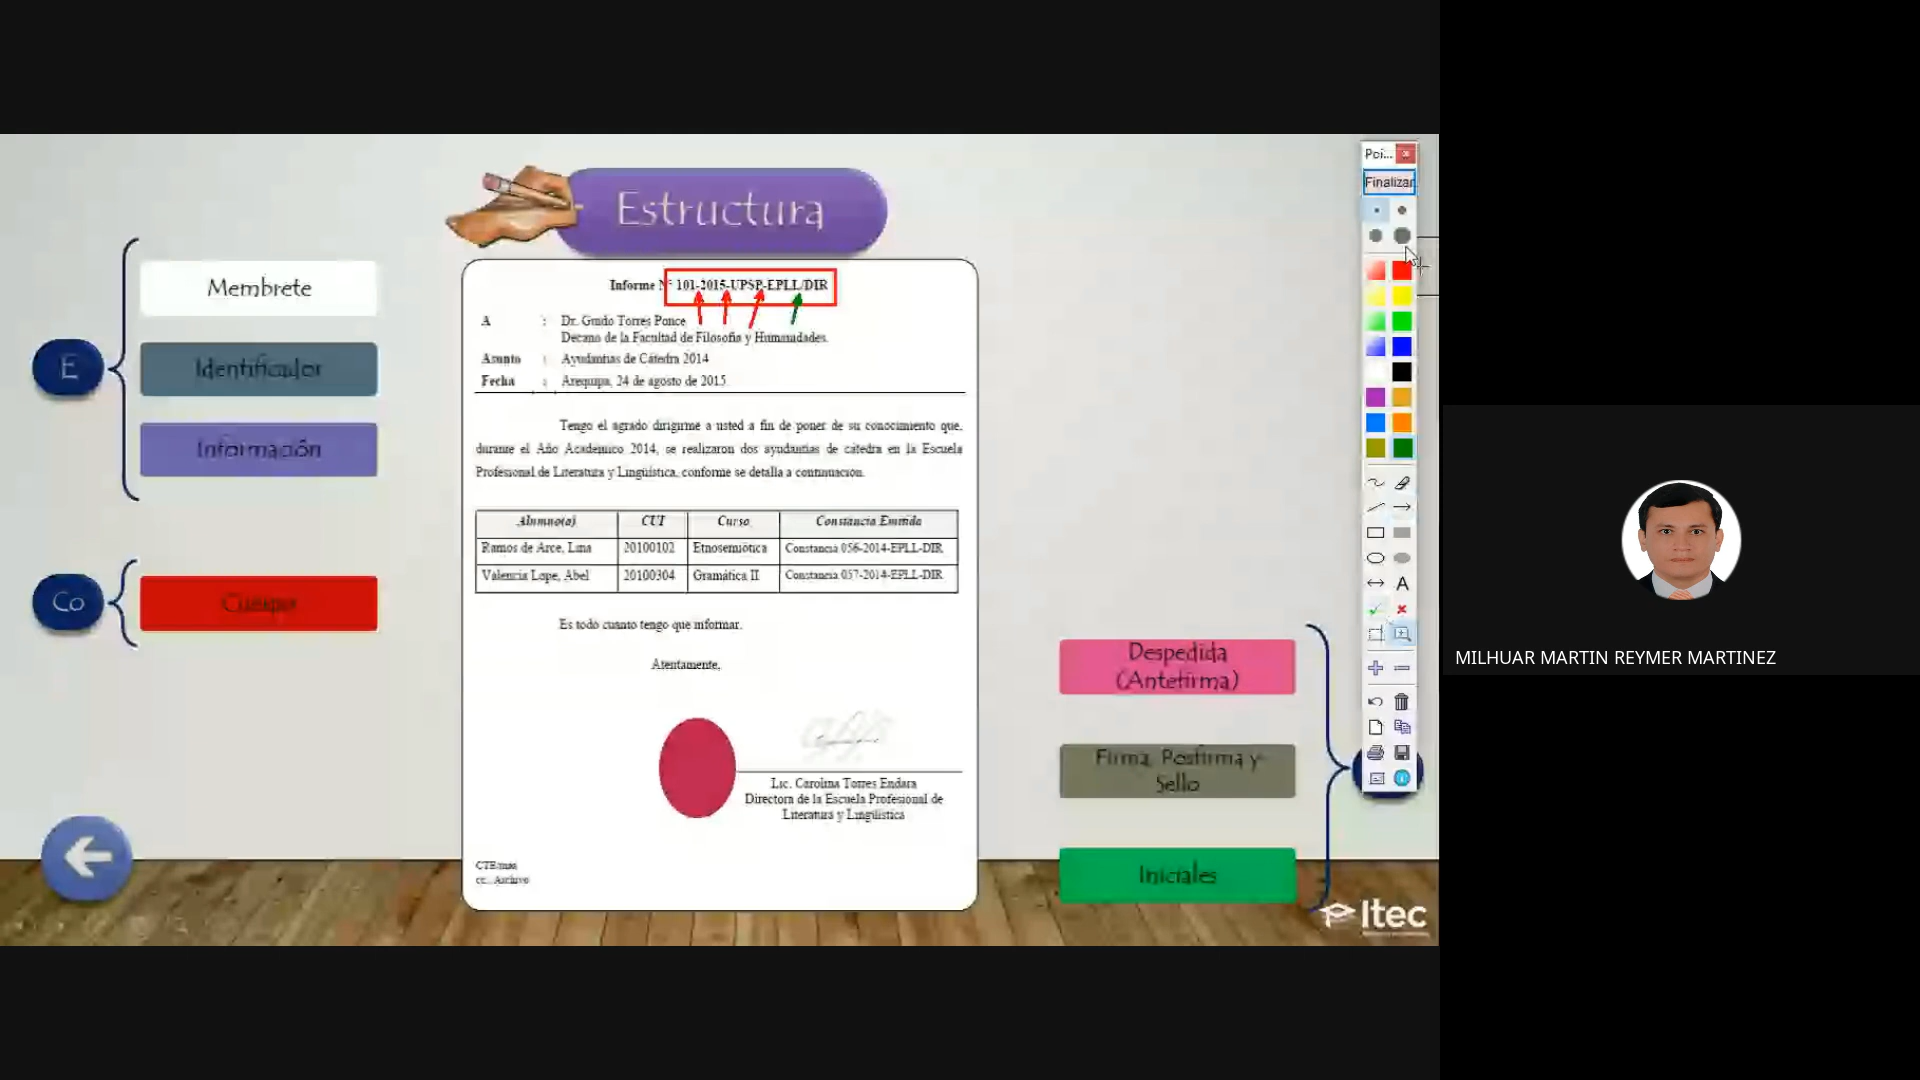 Estructura
Membrete
E
Identificador
Información
Co
Cuerpo
Informe N° 101-2015-UPSP-EPLL/DIR
A : Dr. Guido Torres Ponce
Decano de la Facultad de Filosofía y Humanidades.
Asunto : Ayudantías de Cátedra 2014
Fecha : Arequipa, 24 de agosto de 2015
Tengo el agrado dirigirme a usted a fin de poner de su conocimiento que,
durante el Año Académico 2014, se realizaron dos ayudantías de cátedra en la Escuela
Profesional de Literatura y Lingüística, conforme se detalla a continuación.
Alumno(a) CUI Curso Constancia Emitida
Ramos de Arce, Lina 20100102 Etnosemiótica Constancia 056-2014-EPLL-DIR
Valencia Lope, Abel 20100304 Gramática II Constancia 057-2014-EPLL-DIR
Es todo cuanto tengo que informar.
Atentamente,
Lic. Carolina Torres Endara
Directora de la Escuela Profesional de
Literatura y Lingüística
cc. Archivo
Despedida
(Antefirma)
Firma, Posfirma y
Sello
Iniciales
Itec
Poi...
Finalizar
A
MILHUAR MARTIN REYMER MARTINEZ